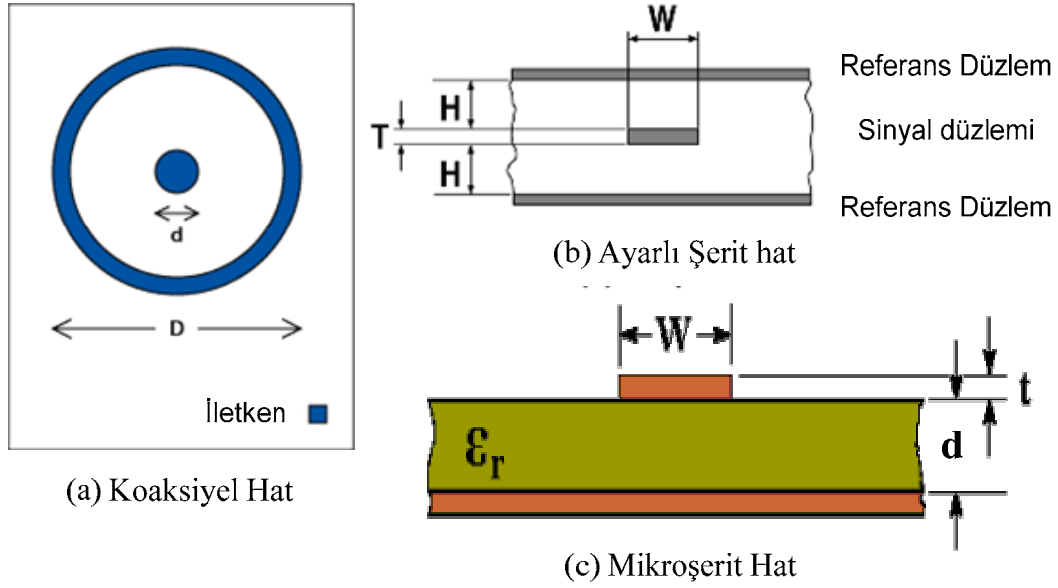 d
D
İletken
(a) Koaksiyel Hat
W
H
T
H
Referans Düzlem
Sinyal düzlemi
Referans Düzlem
(b) Ayarlı Şerit hat
W
t
εr
d
(c) Mikroşerit Hat